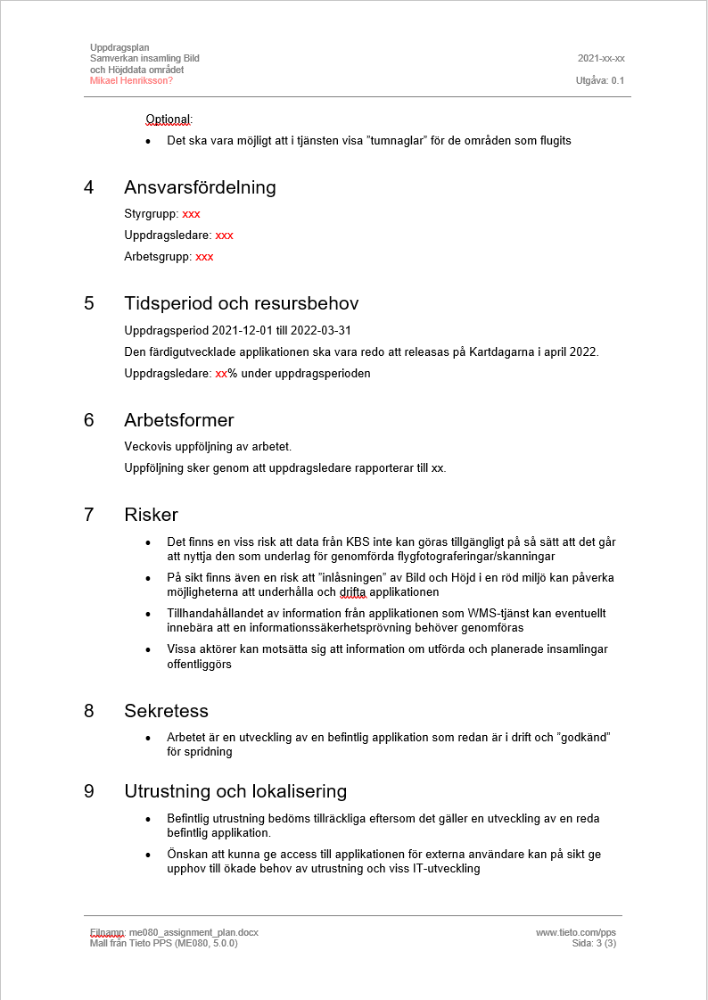 Uppdragsplan
Samverkan insamling Bild
och Höjddata området
Mikael Henriksson?
2021-xx-xx
Utgåva: 0.1
Optional:
• Det ska vara möjligt att i tjänsten visa ”tumnaglar” för de områden som flugits
4 Ansvarsfördelning
Styrgrupp: xxx
Uppdragsledare: xxx
Arbetsgrupp: xxx
5 Tidsperiod och resursbehov
Uppdragsperiod 2021-12-01 till 2022-03-31
Den färdigutvecklade applikationen ska vara redo att releasas på Kartdagarna i april 2022.
Uppdragsledare: xx% under uppdragsperioden
6 Arbetsformer
Veckovis uppföljning av arbetet.
Uppföljning sker genom att uppdragsledare rapporterar till xx.
7 Risker
• Det finns en viss risk att data från KBS inte kan göras tillgängligt på så sätt att det går
att nyttja den som underlag för genomförda flygfotograferingar/skanningar
• På sikt finns även en risk att ”inlåsningen” av Bild och Höjd i en röd miljö kan påverka
möjligheterna att underhålla och drifta applikationen
• Tillhandahållandet av information från applikationen som WMS-tjänst kan eventuellt
innebära att en informationssäkerhetsprövning behöver genomföras
• Vissa aktörer kan motsätta sig att information om utförda och planerade insamlingar
offentliggörs
8 Sekretess
• Arbetet är en utveckling av en befintlig applikation som redan är i drift och ”godkänd”
för spridning
9 Utrustning och lokalisering
• Befintlig utrustning bedöms tillräckliga eftersom det gäller en utveckling av en reda
befintlig applikation.
• Önskan att kunna ge access till applikationen för externa användare kan på sikt ge
upphov till ökade behov av utrustning och viss IT-utveckling
Filnamn: me080_assignment_plan.docx
Mall från Tieto PPS (ME080, 5.0.0)
www.tieto.com/pps
Sida: 3 (3)